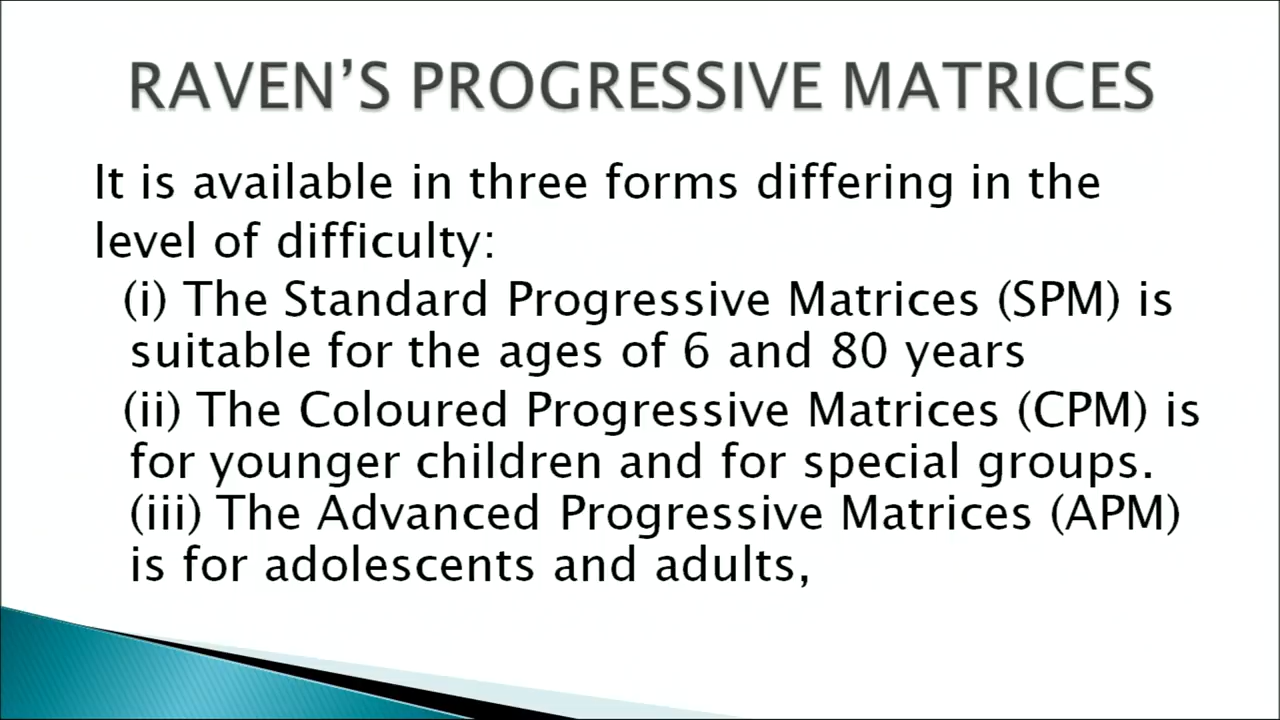 RAVEN’S PROGRESSIVE MATRICES
It is available in three forms differing in the
level of difficulty:
(i) The Standard Progressive Matrices (SPM) is
suitable for the ages of 6 and 80 years
(ii) The Coloured Progressive Matrices (CPM) is
for younger children and for special groups.
(iii) The Advanced Progressive Matrices (APM)
is for adolescents and adults,